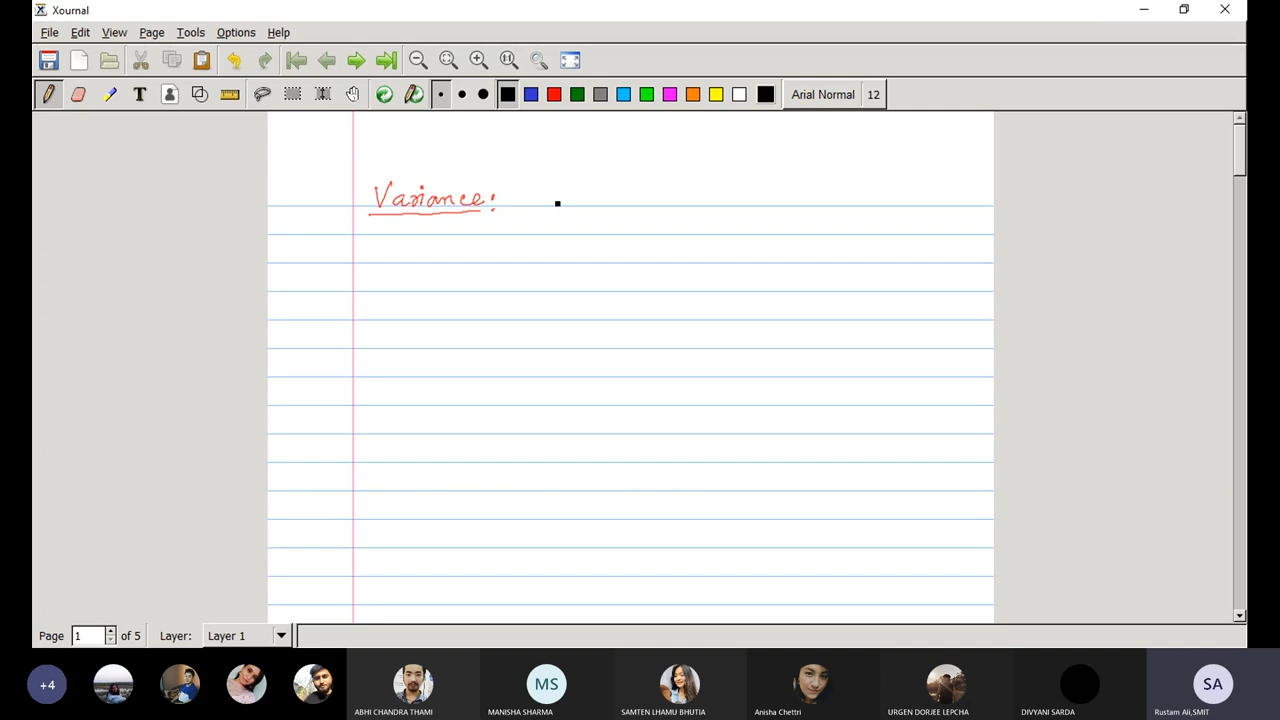 Xournal
File Edit View Page Tools Options Help
Arial Normal 12
Variance:
Page 1 of 5 Layer: Layer 1
+4 MS SA
ABHI CHANDRA THAMI MANISHA SHARMA SAMTEN LHAMU BHUTIA Anisha Chettri URGEN DORJEE LEPCHA DIVYANI SARDA Rustam Ali,SMIT